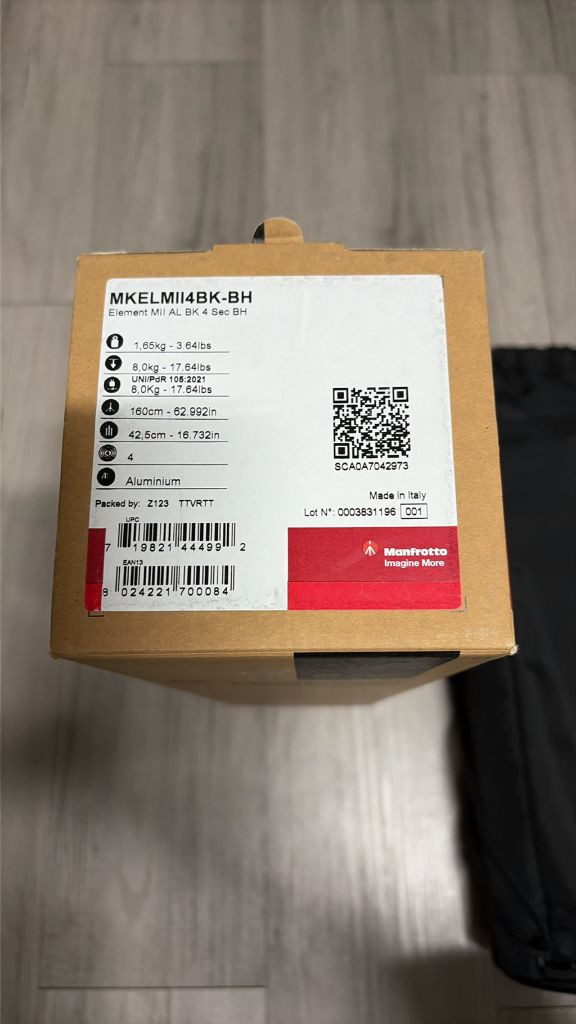 MKELMII4BK-BH
Element MII AL BK 4 Sec BH
1,65kg - 3.64lbs
8,0kg - 17.64lbs
UNI/PdR 105:2021
8,0Kg - 17.64lbs
160cm - 62.992in
42,5cm - 16.732in
4
Aluminium
SCA0A7042973
Made in Italy
Packed by: Z123 TTVRTT
Lot N°: 0003831196 001
UPC
7 19821 44499 2
EAN13
8 024221 700084
Manfrotto
Imagine More